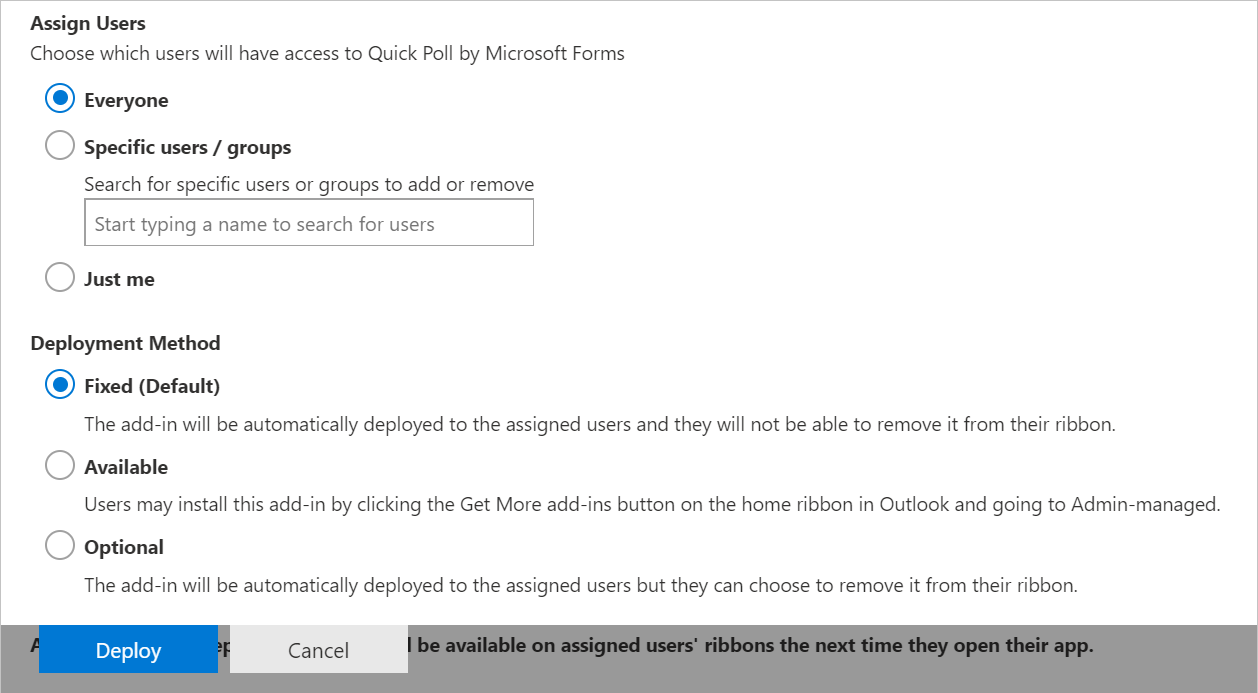 Assign Users
Choose which users will have access to Quick Poll by Microsoft Forms
Everyone
Specific users / groups
Search for specific users or groups to add or remove
Start typing a name to search for users
Just me
Deployment Method
Fixed (Default)
The add-in will be automatically deployed to the assigned users and they will not be able to remove it from their ribbon.
Available
Users may install this add-in by clicking the Get More add-ins button on the home ribbon in Outlook and going to Admin-managed.
Optional
The add-in will be automatically deployed to the assigned users but they can choose to remove it from their ribbon.
Deploy Cancel be available on assigned users' ribbons the next time they open their app.